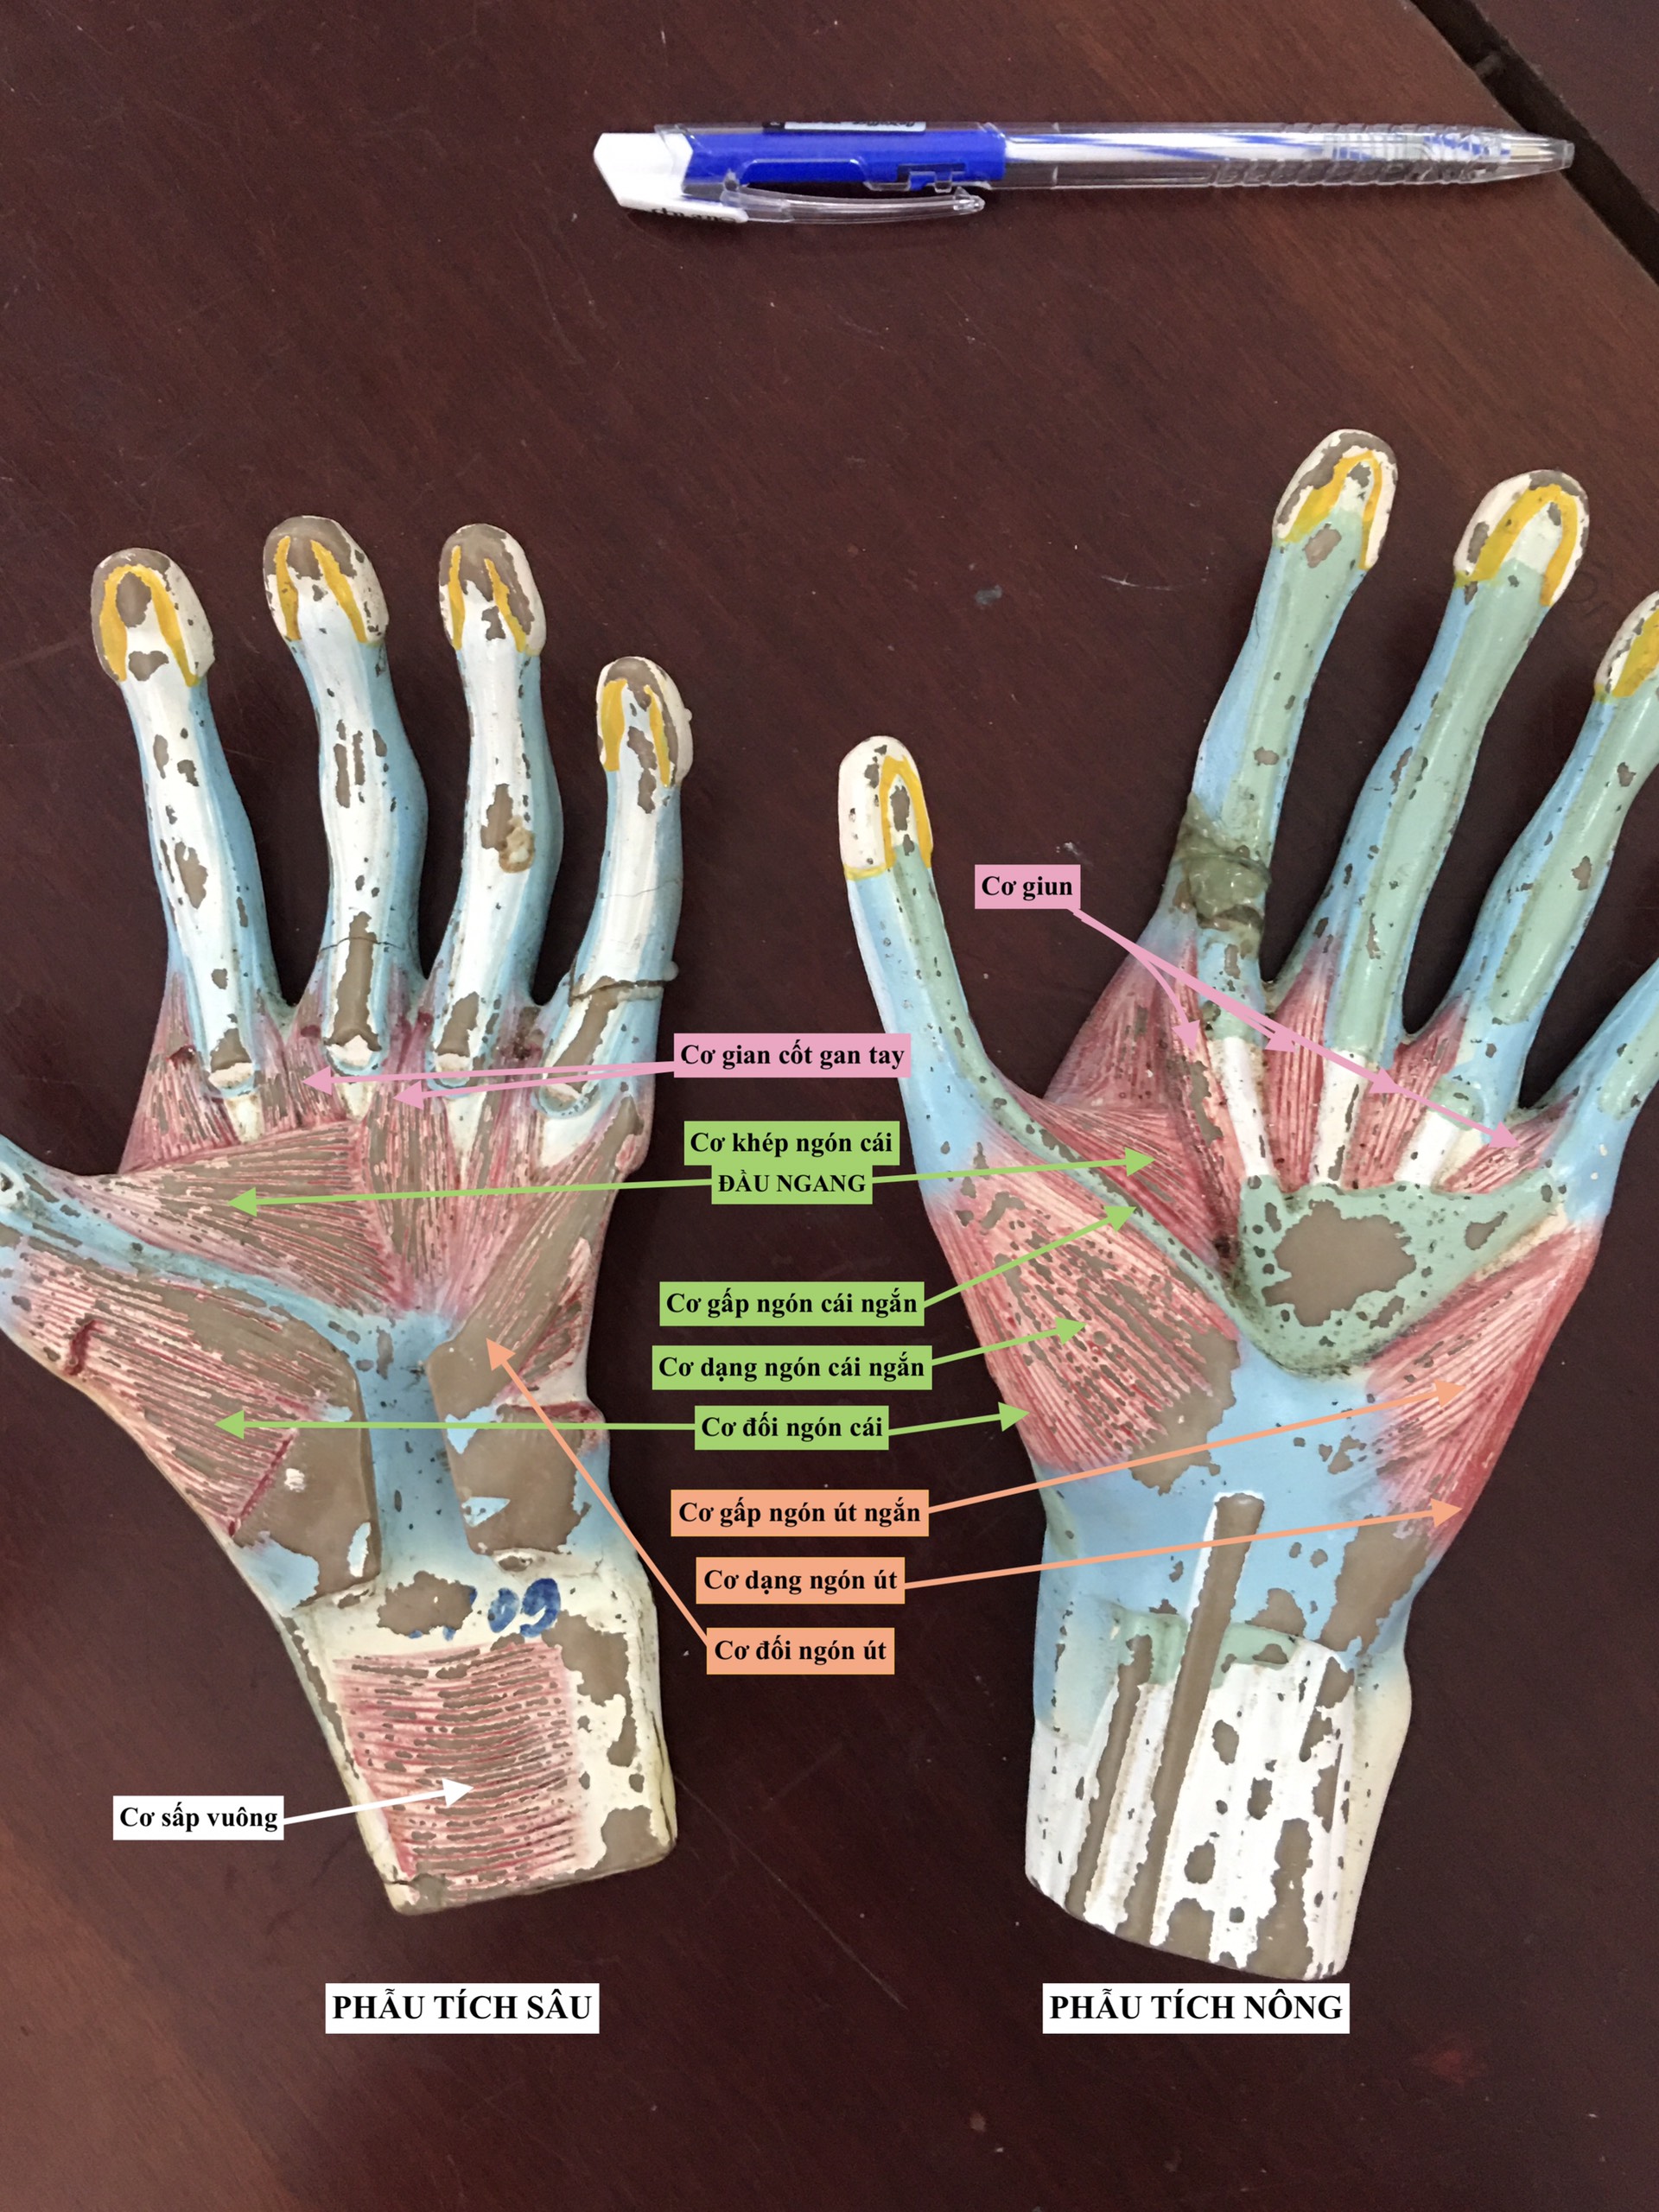 Cơ giun
Cơ gian cốt gan tay
Cơ khép ngón cái
ĐẦU NGANG
Cơ gấp ngón cái ngắn
Cơ dạng ngón cái ngắn
Cơ đối ngón cái
Cơ gấp ngón út ngắn
Cơ dạng ngón út
Cơ đối ngón út
Cơ sấp vuông
PHẪU TÍCH SÂU
PHẪU TÍCH NÔNG